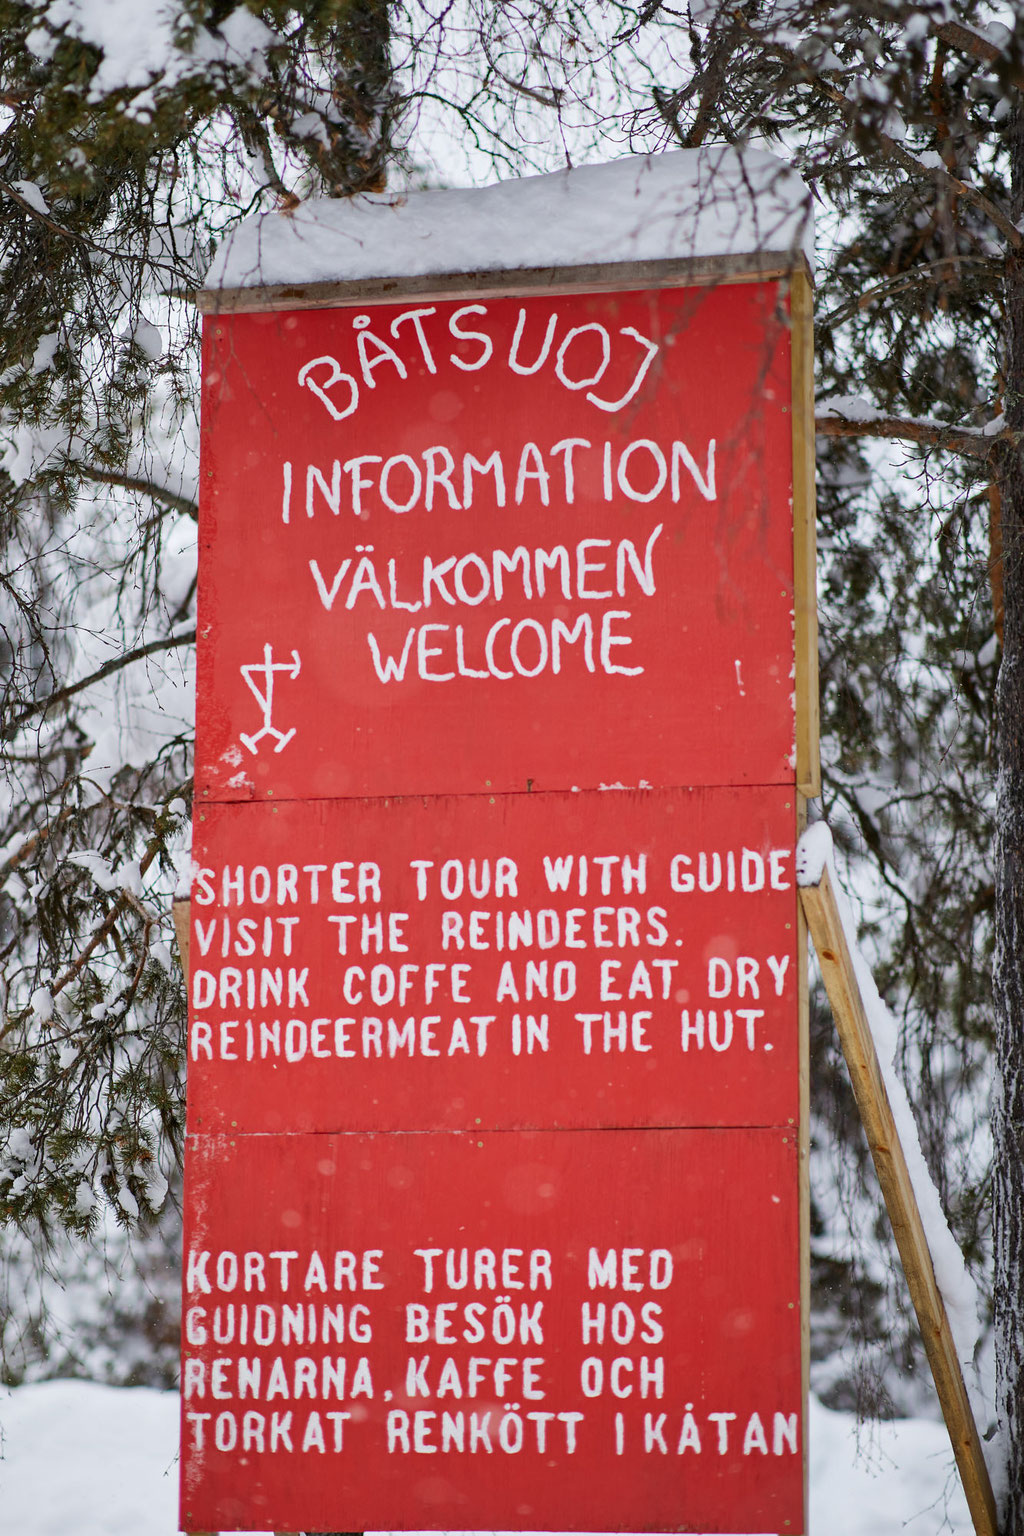 BÅTSUOJ
INFORMATION
VÄLKOMMEN
WELCOME
SHORTER TOUR WITH GUIDE
VISIT THE REINDEERS.
DRINK COFFE AND EAT DRY
REINDEERMEAT IN THE HUT.
KORTARE TURER MED
GUIDNING BESÖK HOS
RENARNA, KAFFE OCH
TORKAT RENKÖTT I KÅTAN